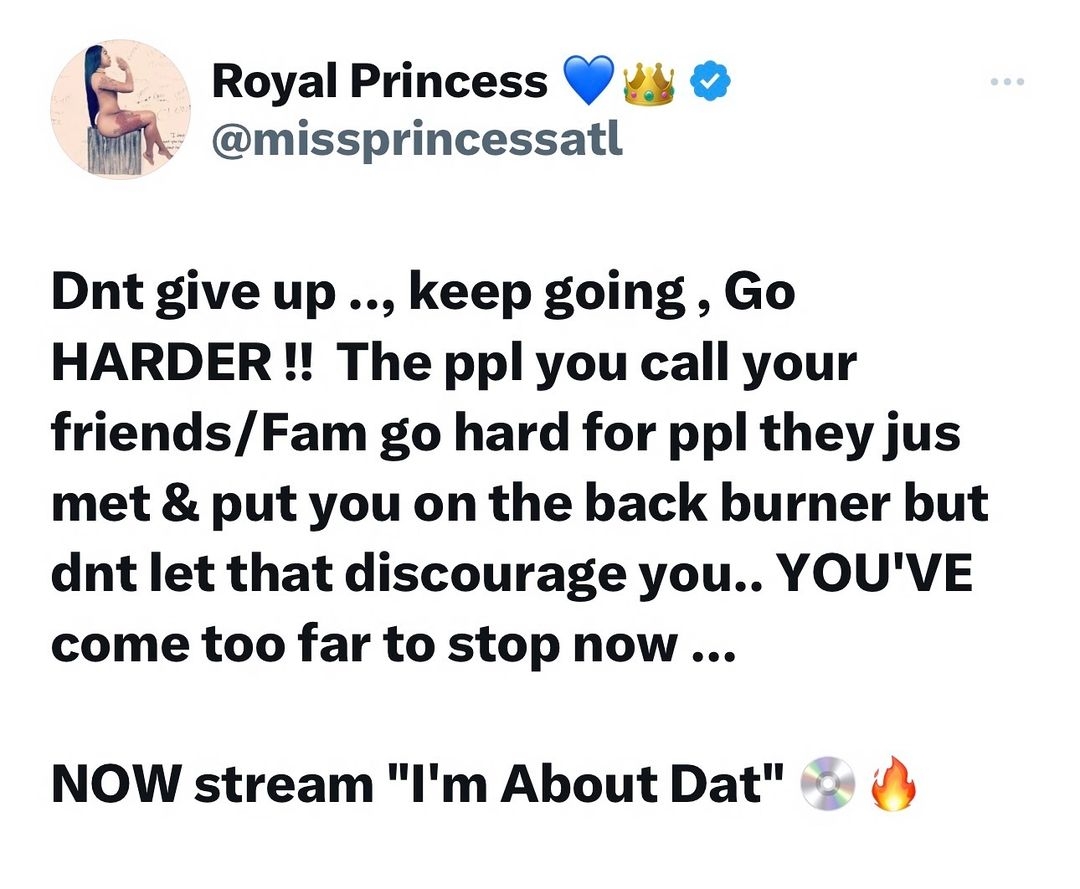 Royal Princess 💙👑
@missprincessatl
Dnt give up .., keep going , Go
HARDER !!  The ppl you call your
friends/Fam go hard for ppl they jus
met & put you on the back burner but
dnt let that discourage you.. YOU'VE
come too far to stop now ...
NOW stream "I'm About Dat" 💿🔥